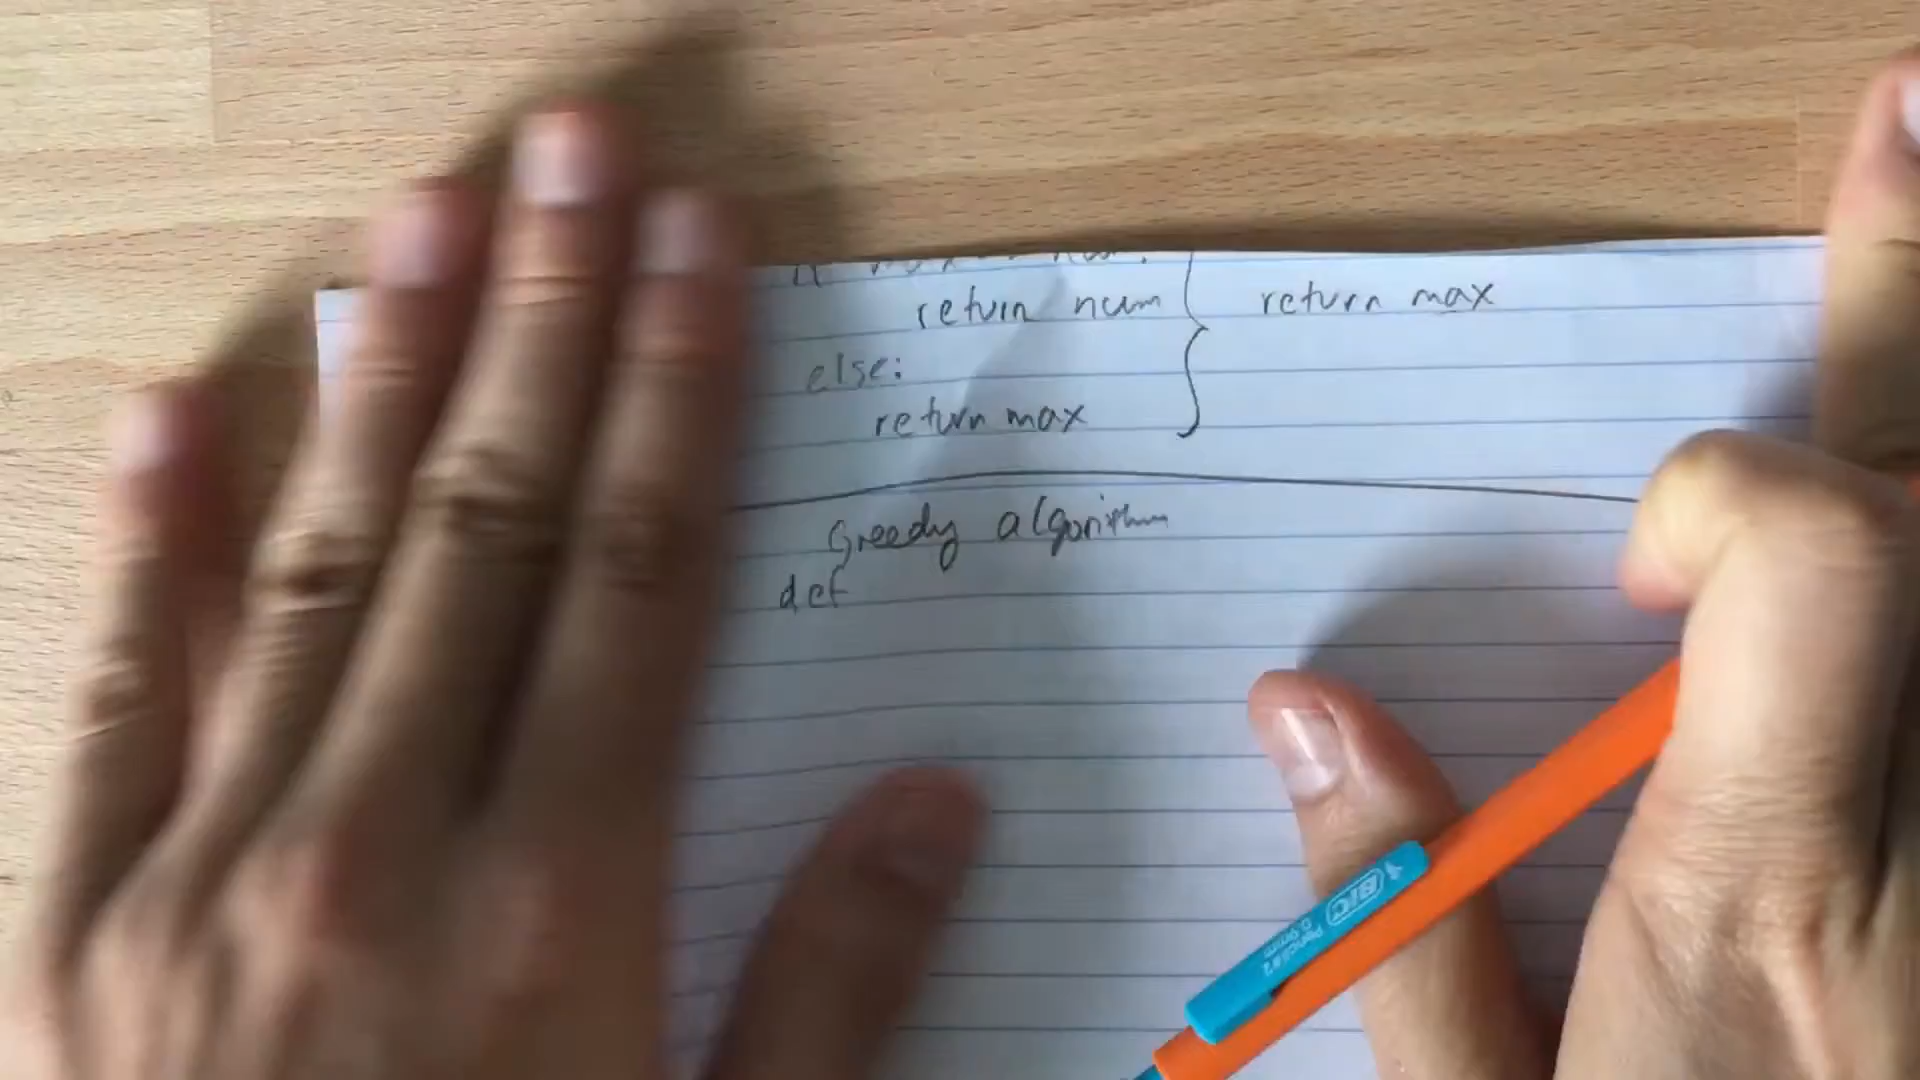 return num
return max
else:
return max
Greedy algorithm
def
BIC